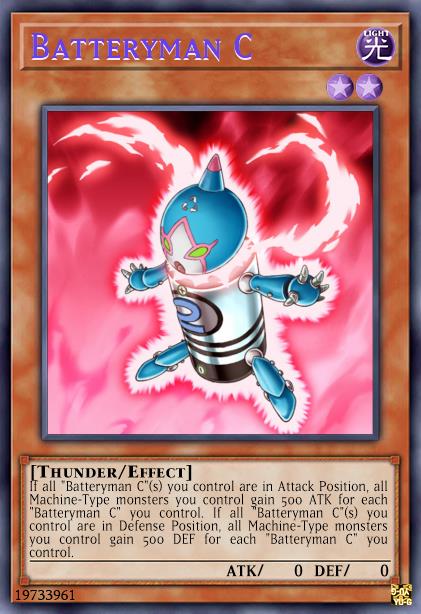 Batteryman C
LIGHT
光
2
[Thunder/Effect]
If all "Batteryman C"(s) you control are in Attack Position, all
Machine-Type monsters you control gain 500 ATK for each
"Batteryman C" you control. If all "Batteryman C"(s) you
control are in Defense Position, all Machine-Type monsters
you control gain 500 DEF for each "Batteryman C" you
control.
ATK/ 0 DEF/ 0
19733961